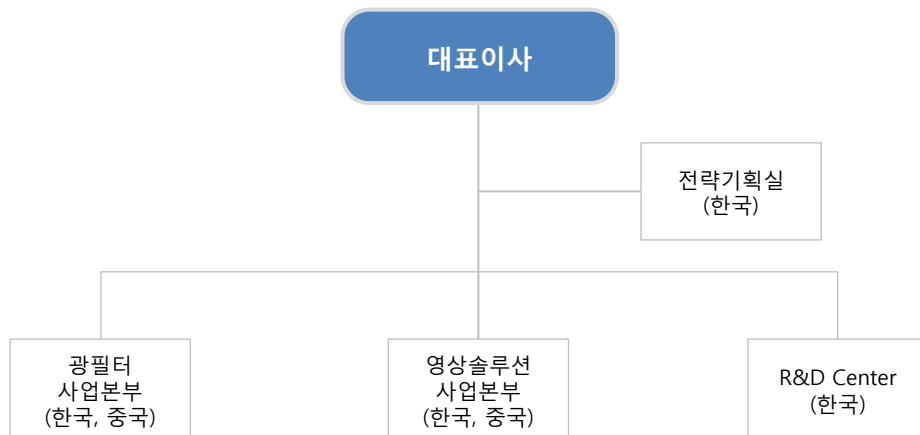 대표이사
전략기획실
(한국)
광필터
사업본부
(한국, 중국)
영상솔루션
사업본부
(한국, 중국)
R&D Center
(한국)